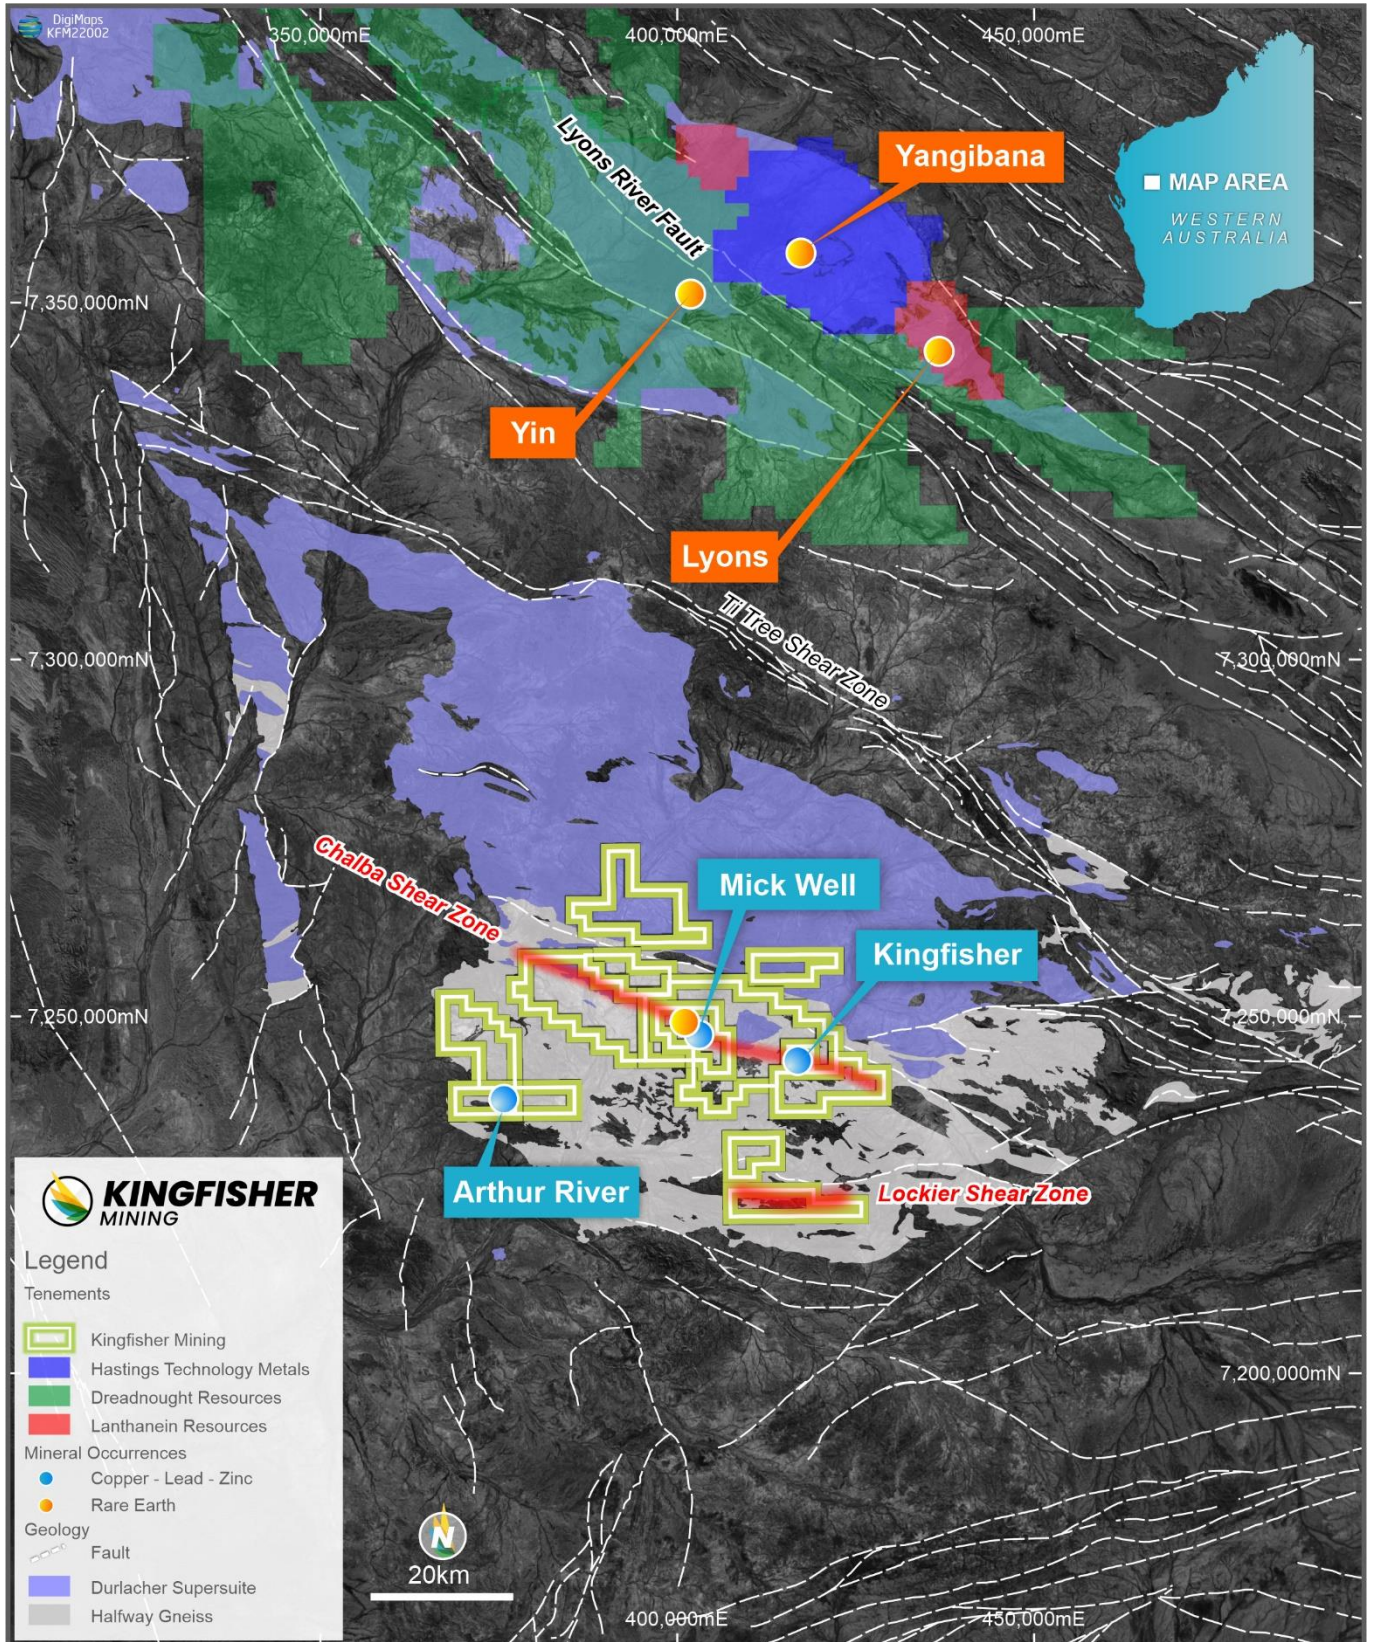 DigiMaps
KFM22002
350,000mE
400,000mE
450,000mE
Yangibana
MAP AREA
WESTERN
AUSTRALIA
Lyons River Fault
7,350,000mN
Yin
Lyons
Ti Tree Shear Zone
7,300,000mN
7,300,000mN
Chalba Shear Zone
Mick Well
Kingfisher
7,250,000mN
7,250,000mN
Arthur River
Lockier Shear Zone
KINGFISHER
MINING
Legend
Tenements
Kingfisher Mining
Hastings Technology Metals
Dreadnought Resources
Lanthanein Resources
Mineral Occurrences
Copper - Lead - Zinc
Rare Earth
Geology
Fault
Durlacher Supersuite
Halfway Gneiss
7,200,000mN
N
20km
400,000mE
450,000mE